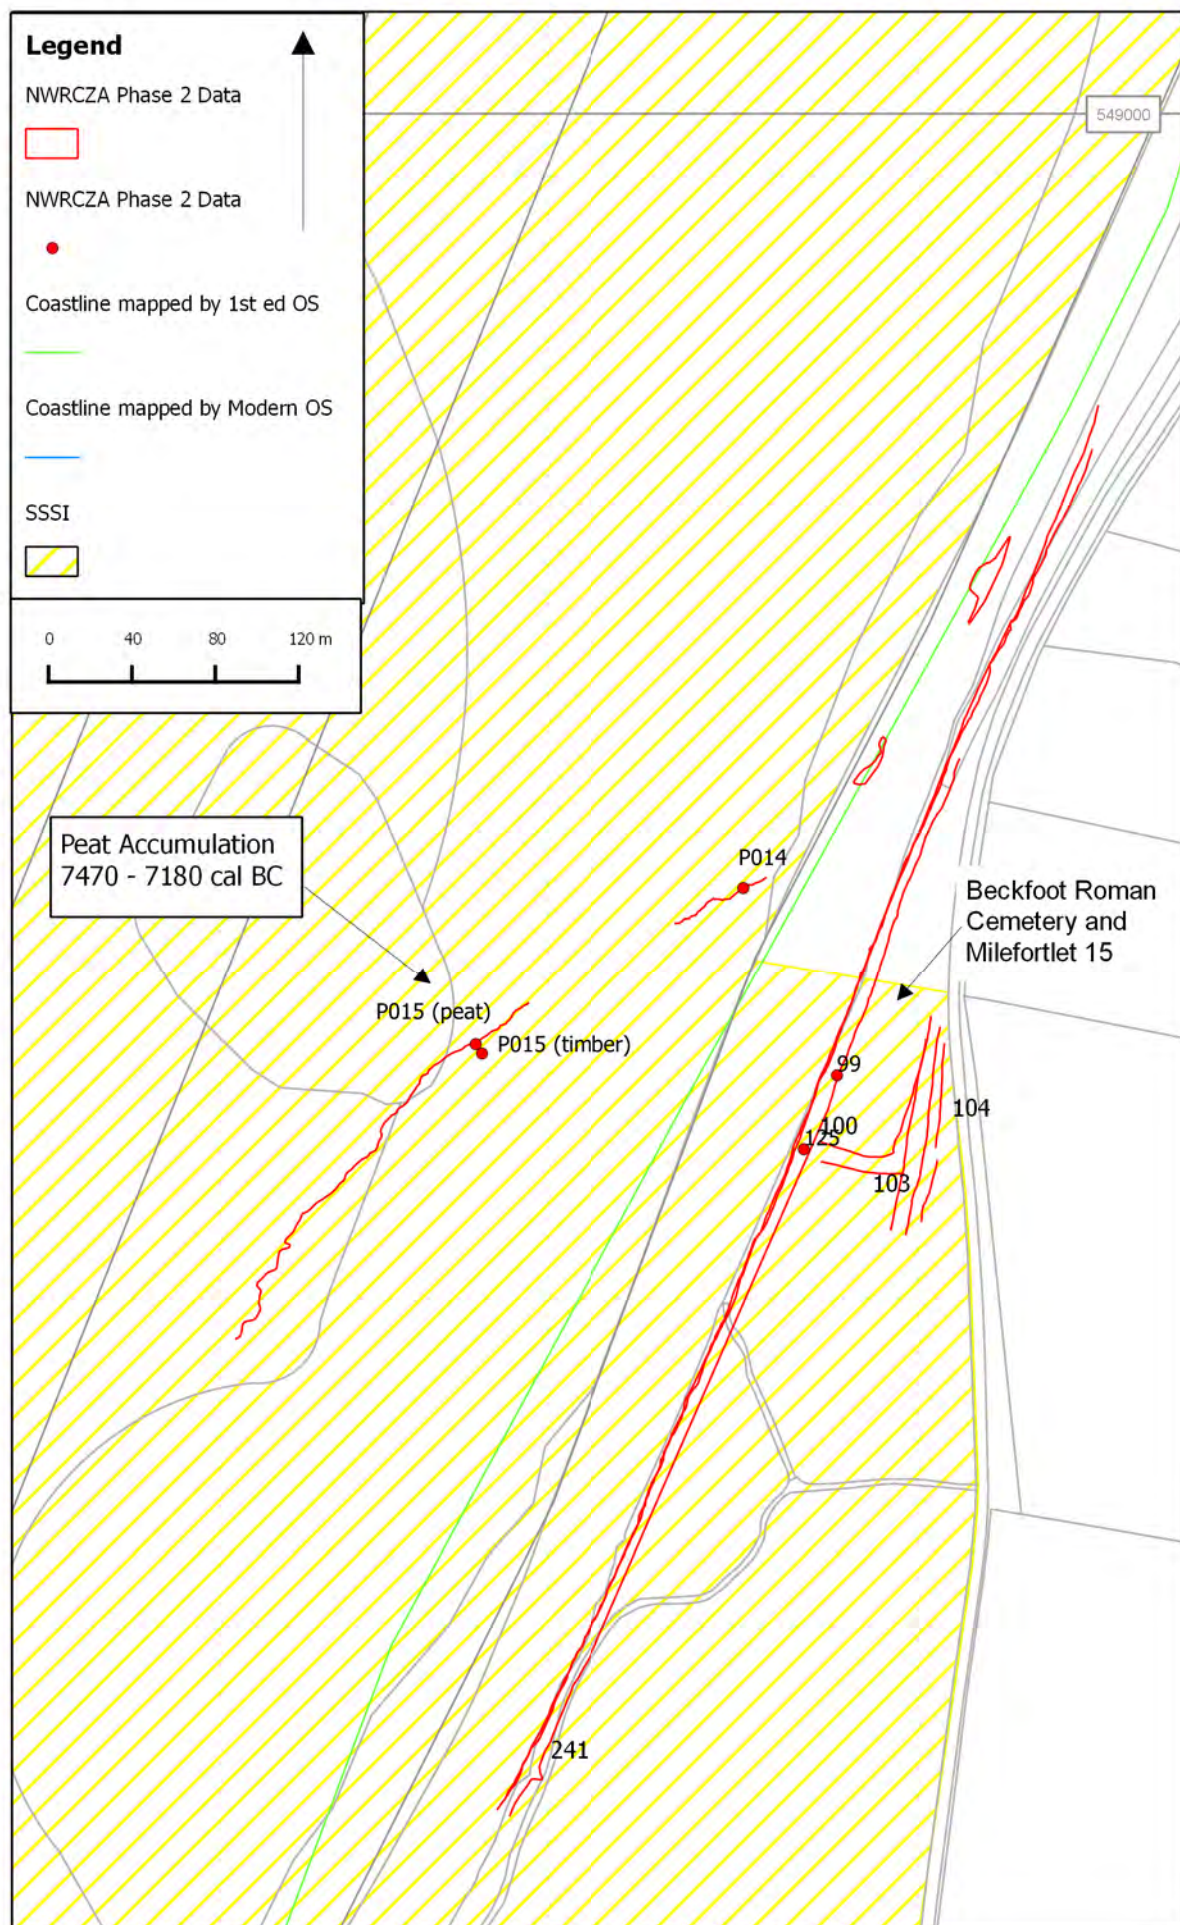 Legend
NWRCZA Phase 2 Data
NWRCZA Phase 2 Data
Coastline mapped by 1st ed OS
Coastline mapped by Modern OS
SSSI
0 40 80 120 m
549000
Peat Accumulation
7470 - 7180 cal BC
P014
Beckfoot Roman
Cemetery and
Milefortlet 15
P015 (peat)
P015 (timber)
99
104
100
125
103
241